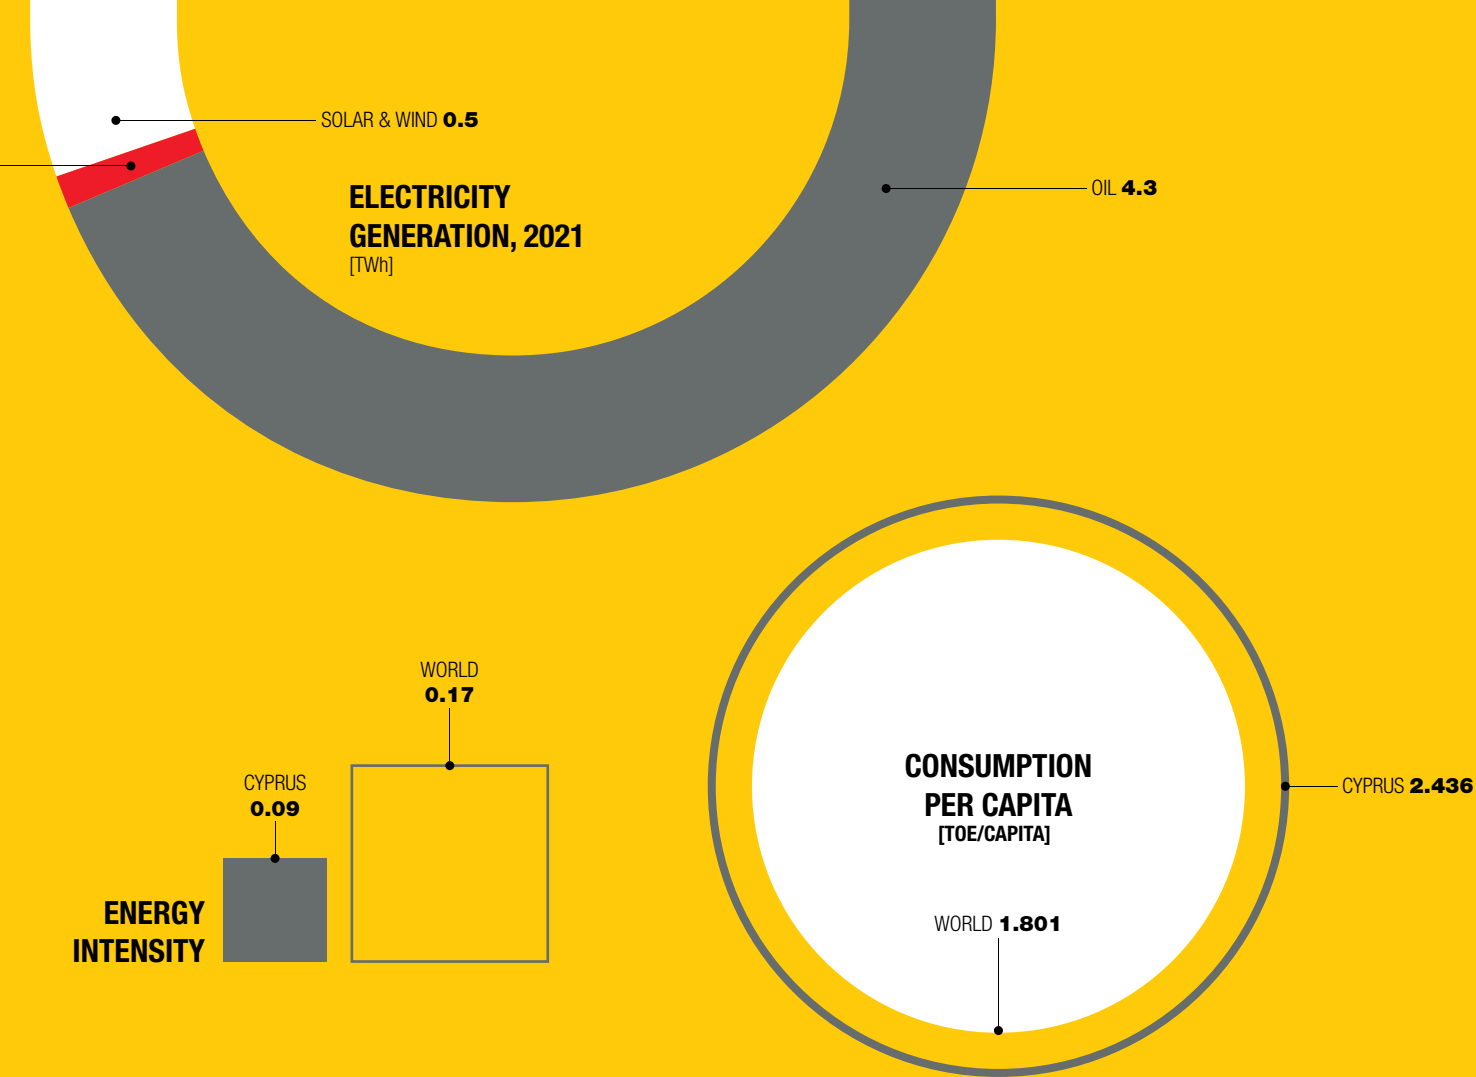 SOLAR & WIND 0.5
ELECTRICITY
GENERATION, 2021
[TWh]
OIL 4.3
WORLD
0.17
CYPRUS
0.09
ENERGY
INTENSITY
CONSUMPTION
PER CAPITA
[TOE/CAPITA]
CYPRUS 2.436
WORLD 1.801